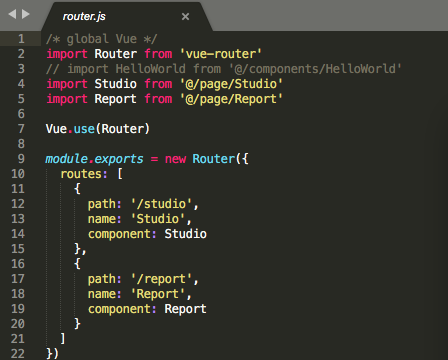 router.js ×
1 /* global Vue */
2 import Router from 'vue-router'
3 // import HelloWorld from '@/components/HelloWorld'
4 import Studio from '@/page/Studio'
5 import Report from '@/page/Report'
6
7 Vue.use(Router)
8
9 module.exports = new Router({
10   routes: [
11     {
12       path: '/studio',
13       name: 'Studio',
14       component: Studio
15     },
16     {
17       path: '/report',
18       name: 'Report',
19       component: Report
20     }
21   ]
22 })